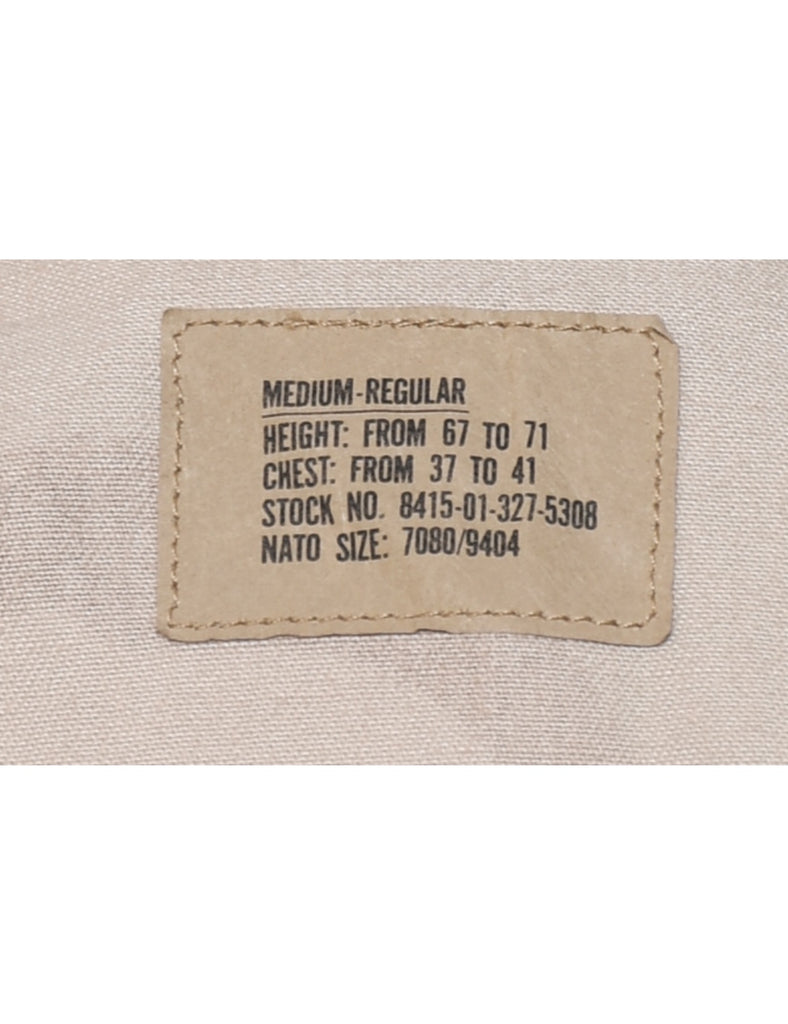 MEDIUM-REGULAR
HEIGHT: FROM 67 TO 71
CHEST: FROM 37 TO 41
STOCK NO. 8415-01-327-5308
NATO SIZE: 7080/9404